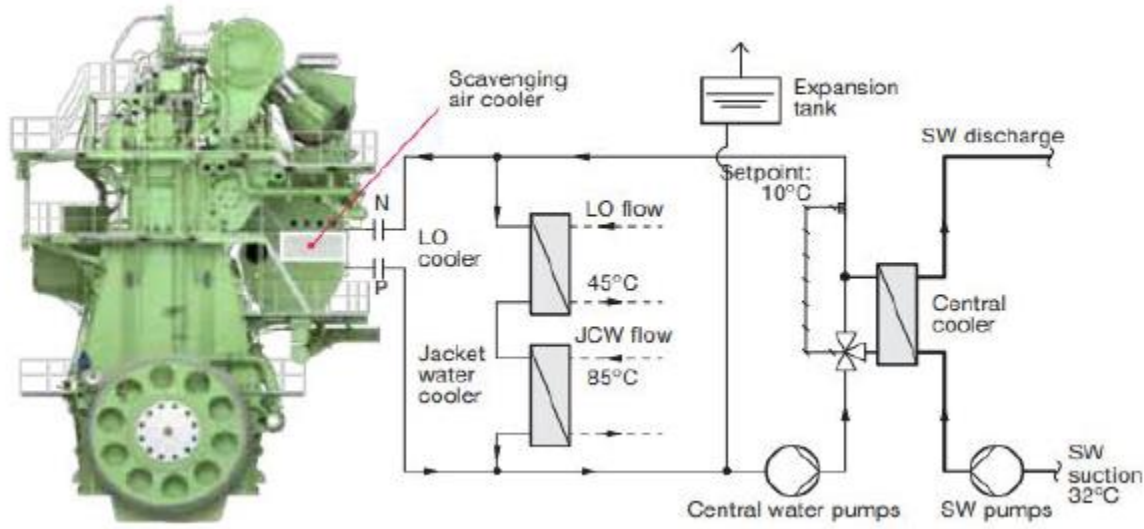 Scavenging
air cooler
Expansion
tank
SW discharge
Setpoint:
10°C
N
LO flow
LO
cooler
P
45°C
Central
cooler
JCW flow
Jacket
water
cooler
85°C
SW
suction
32°C
Central water pumps
SW pumps